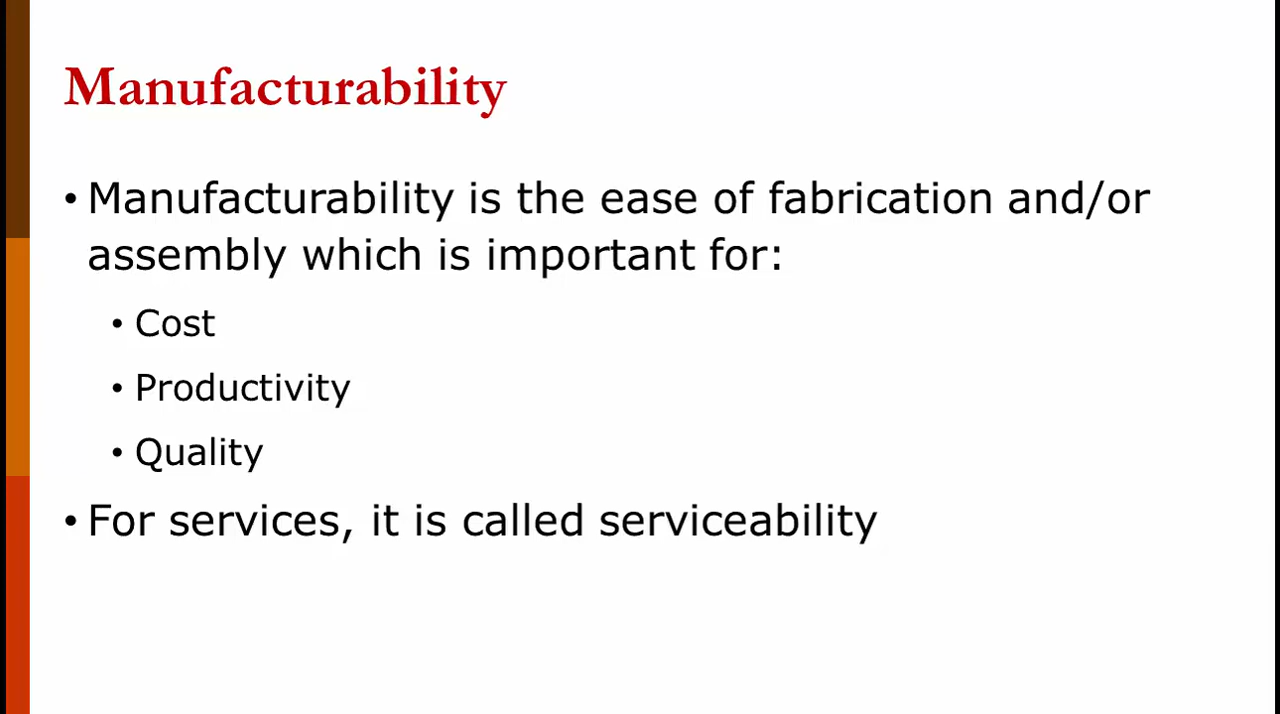 Manufacturability
• Manufacturability is the ease of fabrication and/or
assembly which is important for:
• Cost
• Productivity
• Quality
• For services, it is called serviceability